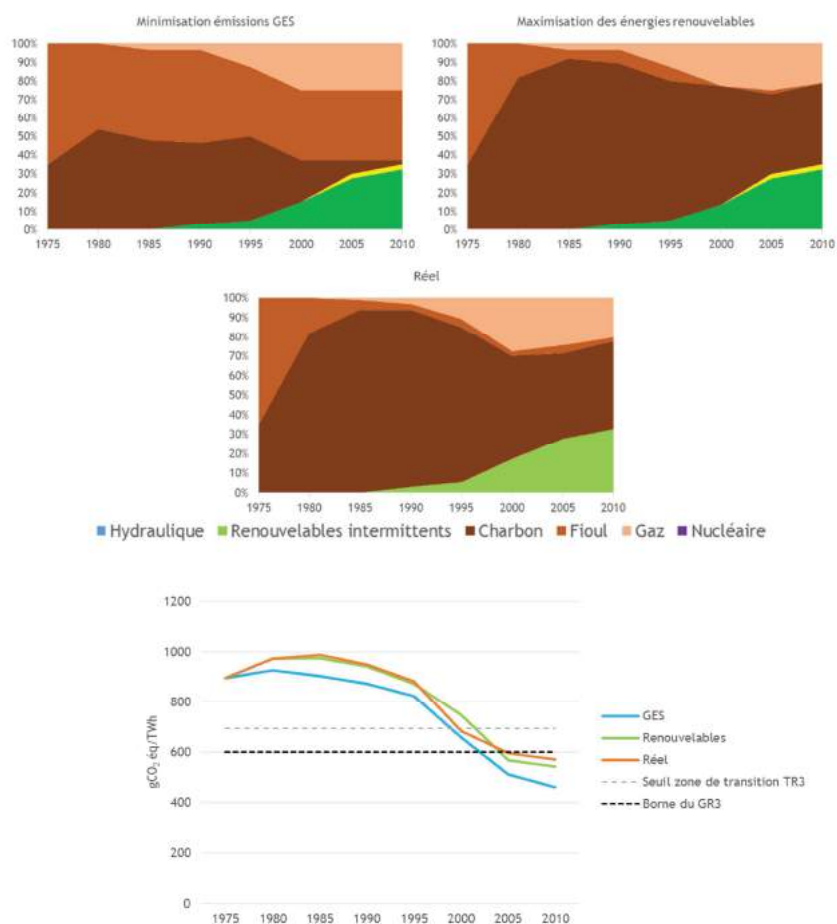 Minimisation émissions GES
100%
90%
80%
70%
60%
50%
40%
30%
20%
10%
0%
1975 1980 1985 1990 1995 2000 2005 2010
Maximisation des énergies renouvelables
100%
90%
80%
70%
60%
50%
40%
30%
20%
10%
0%
1975 1980 1985 1990 1995 2000 2005 2010
Réel
100%
90%
80%
70%
60%
50%
40%
30%
20%
10%
0%
1975 1980 1985 1990 1995 2000 2005 2010
Hydraulique Renouvelables intermittents Charbon Fioul Gaz Nucléaire
gCO₂ éq/TWh
1200
1000
800
600
400
200
0
1975 1980 1985 1990 1995 2000 2005 2010
GES
Renouvelables
Réel
Seuil zone de transition TR3
Borne du GR3